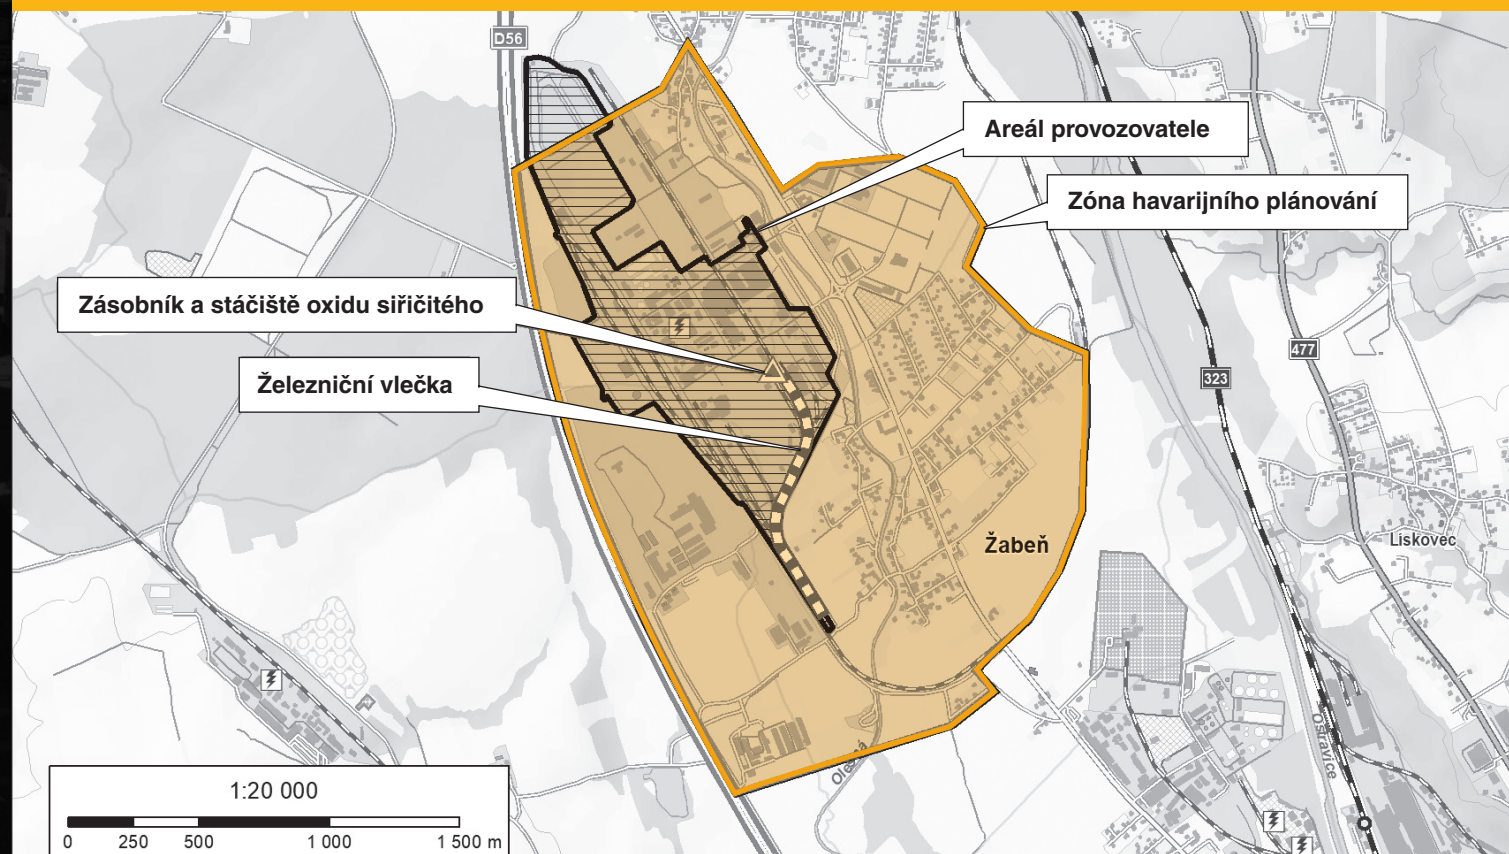 D56
Areál provozovatele
Zóna havarijního plánování
Zásobník a stáčiště oxidu siřičitého
Železniční vlečka
477
323
Žabeň
Lískovec
Olešná
Ostravice
1:20 000
0 250 500 1 000 1 500 m